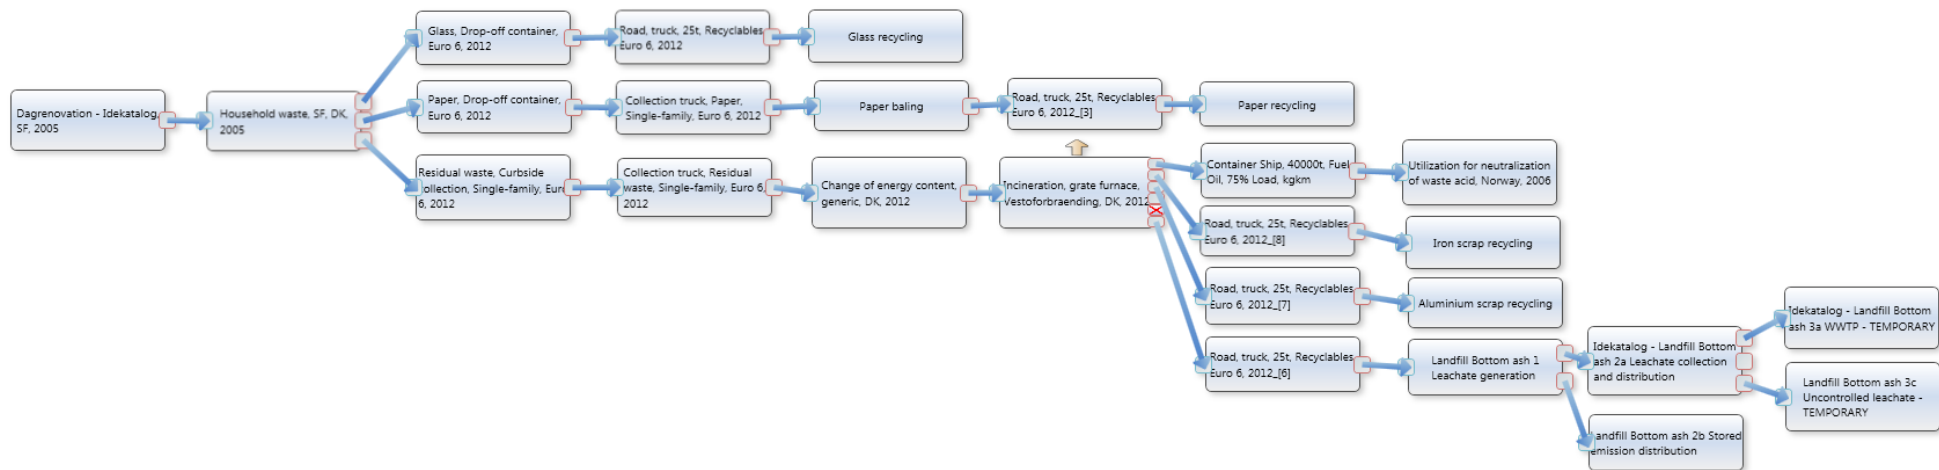 Dagrenovation - Idekatalog,
SF, 2005
Household waste, SF, DK,
2005
Glass, Drop-off container,
Euro 6, 2012
Road, truck, 25t, Recyclables
Euro 6, 2012
Glass recycling
Paper, Drop-off container,
Euro 6, 2012
Collection truck, Paper,
Single-family, Euro 6, 2012
Paper baling
Road, truck, 25t, Recyclables
Euro 6, 2012_[3]
Paper recycling
Residual waste, Curbside
collection, Single-family, Euro
6, 2012
Collection truck, Residual
waste, Single-family, Euro 6,
2012
Change of energy content,
generic, DK, 2012
Incineration, grate furnace,
Vestoforbraending, DK, 2012
Container Ship, 40000t, Fuel
Oil, 75% Load, kgkm
Utilization for neutralization
of waste acid, Norway, 2006
Road, truck, 25t, Recyclables
Euro 6, 2012_[8]
Iron scrap recycling
Road, truck, 25t, Recyclables
Euro 6, 2012_[7]
Aluminium scrap recycling
Road, truck, 25t, Recyclables
Euro 6, 2012_[6]
Landfill Bottom ash 1
Leachate generation
Idekatalog - Landfill Bottom
ash 2a Leachate collection
and distribution
Idekatalog - Landfill Bottom
ash 3a WWTP - TEMPORARY
Landfill Bottom ash 3c
Uncontrolled leachate -
TEMPORARY
Landfill Bottom ash 2b Stored
emission distribution